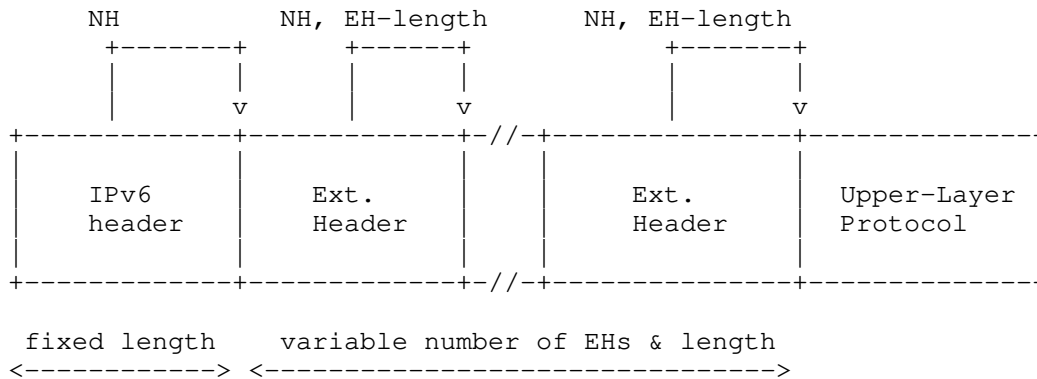 NH NH, EH-length NH, EH-length
IPv6 Ext. Ext. Upper-Layer
header Header Header Protocol
fixed length variable number of EHs & length